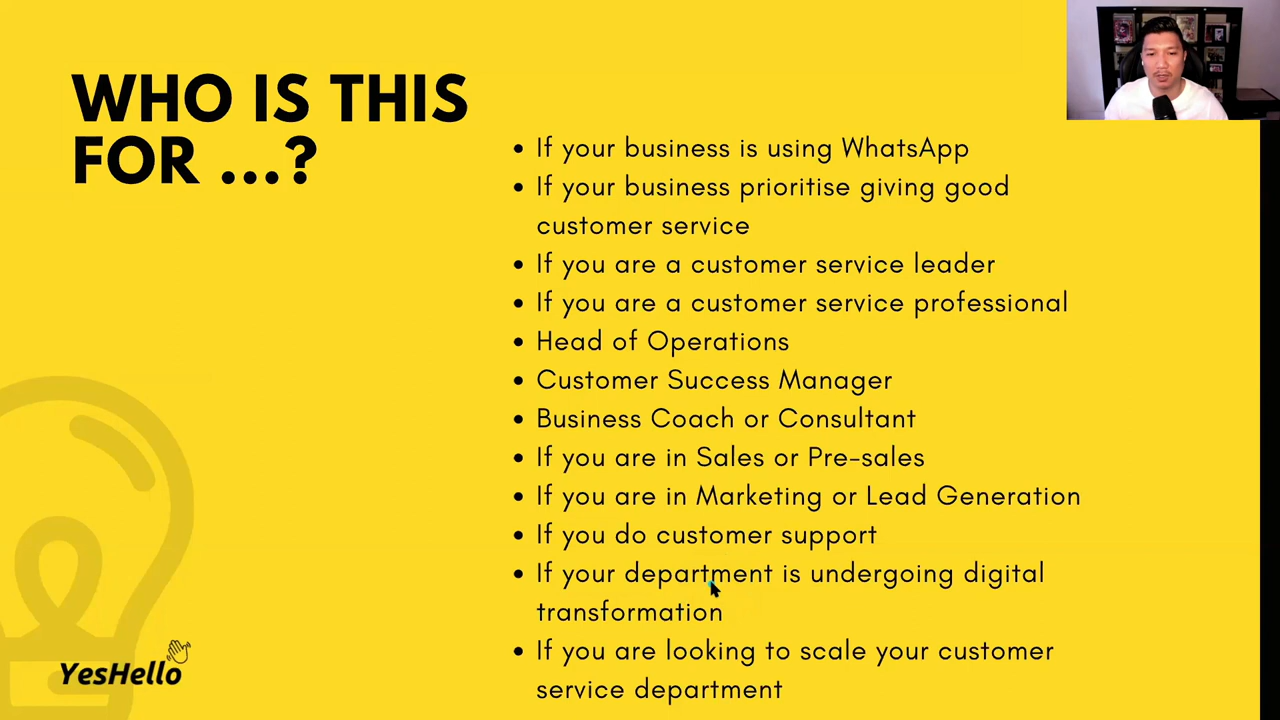 WHO IS THIS
FOR ...?
• If your business is using WhatsApp
• If your business prioritise giving good
customer service
• If you are a customer service leader
• If you are a customer service professional
• Head of Operations
• Customer Success Manager
• Business Coach or Consultant
• If you are in Sales or Pre-sales
• If you are in Marketing or Lead Generation
• If you do customer support
• If your department is undergoing digital
transformation
• If you are looking to scale your customer
service department
YesHello